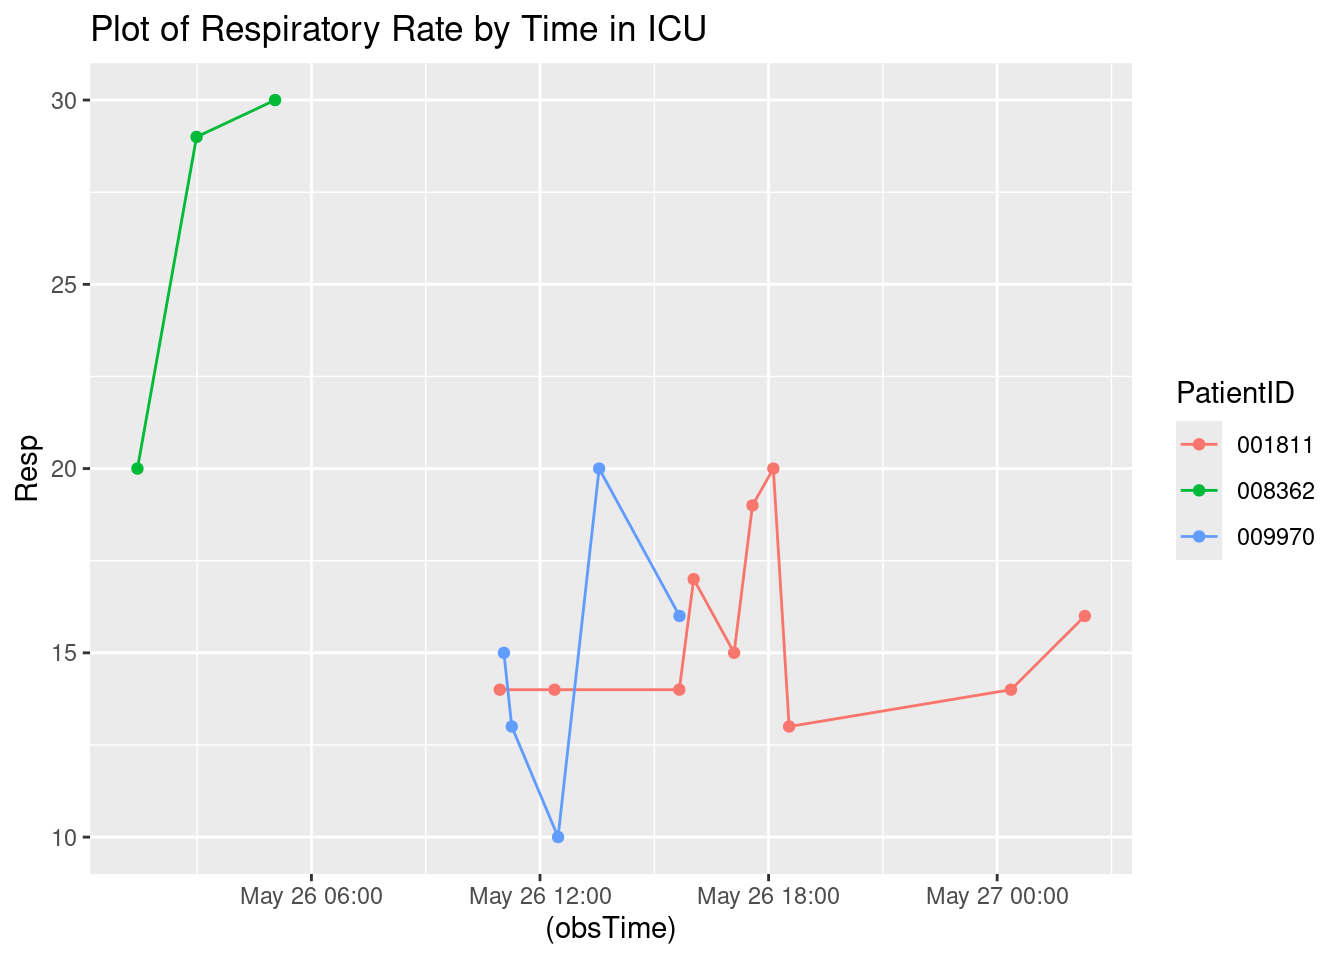 Plot of Respiratory Rate by Time in ICU
30
25
20
15
10
Resp
May 26 06:00
May 26 12:00
May 26 18:00
May 27 00:00
(obsTime)
PatientID
001811
008362
009970